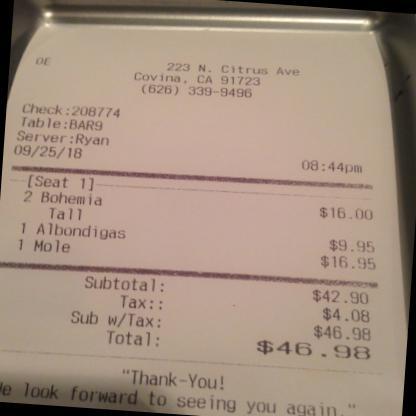 OE
223 N. Citrus Ave
Covina, CA 91723
(626) 339-9496
Check:208774
Table:BAR9
Server:Ryan
09/25/18 08:44pm
[Seat 1]
2 Bohemia
Tall $16.00
1 Albondigas $9.95
1 Mole $16.95
Subtotal: $42.90
Tax:: $4.08
Sub w/Tax: $46.98
Total: $46.98
"Thank-You!
look forward to seeing you again."